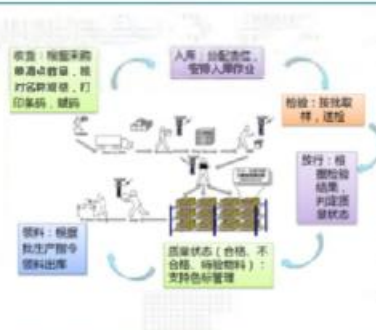 收货：根据采购
单清点数量，核
对名称规格，打
印条码，赋码
入库：分配货位，
安排入库作业
检验：按批取
样，送检
放行：根
据检验
结果，
判定质
量状态
质量状态（合格、不
合格、待验物料）：
支持色标管理
领料：根据
批生产指令
领料出库